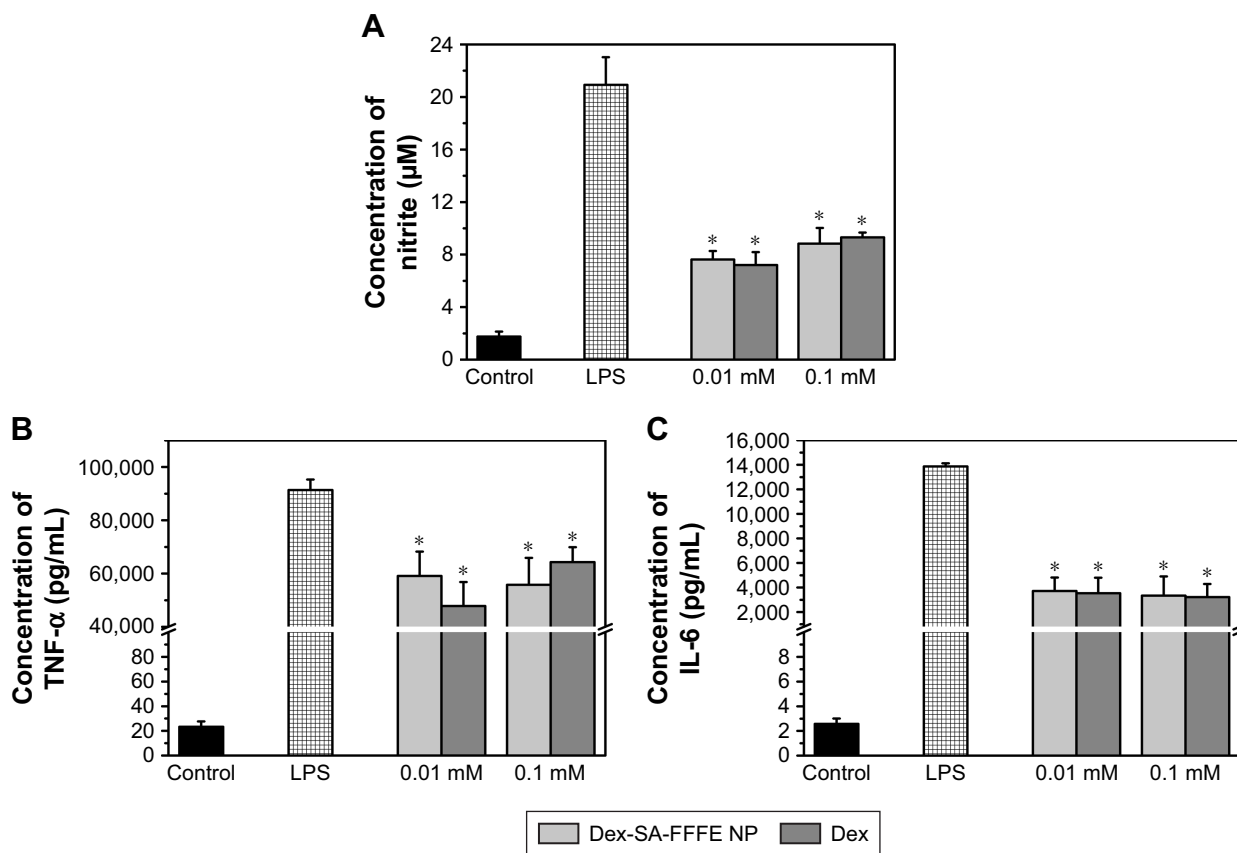 A
Concentration of
nitrite (µM)
24
20
16
12
8
4
0
* * * *
Control LPS 0.01 mM 0.1 mM
B
Concentration of
TNF-α (pg/mL)
100,000
80,000
60,000
40,000
80
60
40
20
0
* * * *
Control LPS 0.01 mM 0.1 mM
C
Concentration of
IL-6 (pg/mL)
16,000
14,000
12,000
10,000
8,000
6,000
4,000
2,000
8
6
4
2
0
* * * *
Control LPS 0.01 mM 0.1 mM
Dex-SA-FFFE NP Dex